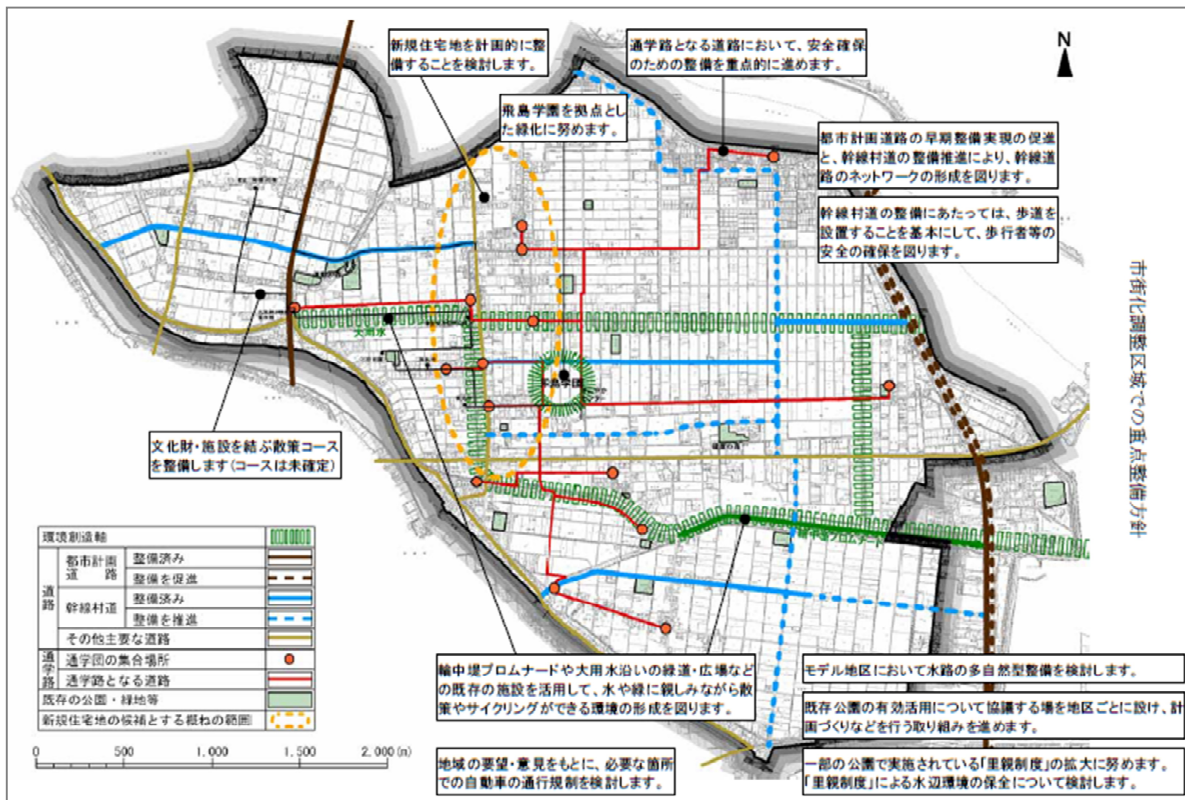 新規住宅地を計画的に整
備することを検討します。
通学路となる道路において、安全確保
のための整備を重点的に進めます。
N
飛島学園を拠点とし
た緑化に努めます。
都市計画道路の早期整備実現の促進
と、幹線村道の整備推進により、幹線道
路のネットワークの形成を図ります。
幹線村道の整備にあたっては、歩道を
設置することを基本にして、歩行者等の
安全の確保を図ります。
市街化調整区域での重点整備方針
大用水
飛島学園
文化財・施設を結ぶ散策コース
を整備します(コースは未確定)
輪中堤プロムナード
環境創造軸
道路
都市計画道路
整備済み
整備を促進
幹線村道
整備済み
整備を推進
その他主要な道路
通学路
通学団の集合場所
通学路となる道路
既存の公園・緑地等
新規住宅地の候補とする概ねの範囲
0 500 1,000 1,500 2,000(m)
輪中堤プロムナードや大用水沿いの緑道・広場など
の既存の施設を活用して、水や緑に親しみながら散
策やサイクリングができる環境の形成を図ります。
地域の要望・意見をもとに、必要な箇所
での自動車の通行規制を検討します。
モデル地区において水路の多自然型整備を検討します。
既存公園の有効活用について協議する場を地区ごとに設け、計
画づくりなどを行う取り組みを進めます。
一部の公園で実施されている「里親制度」の拡大に努めます。
「里親制度」による水辺環境の保全について検討します。